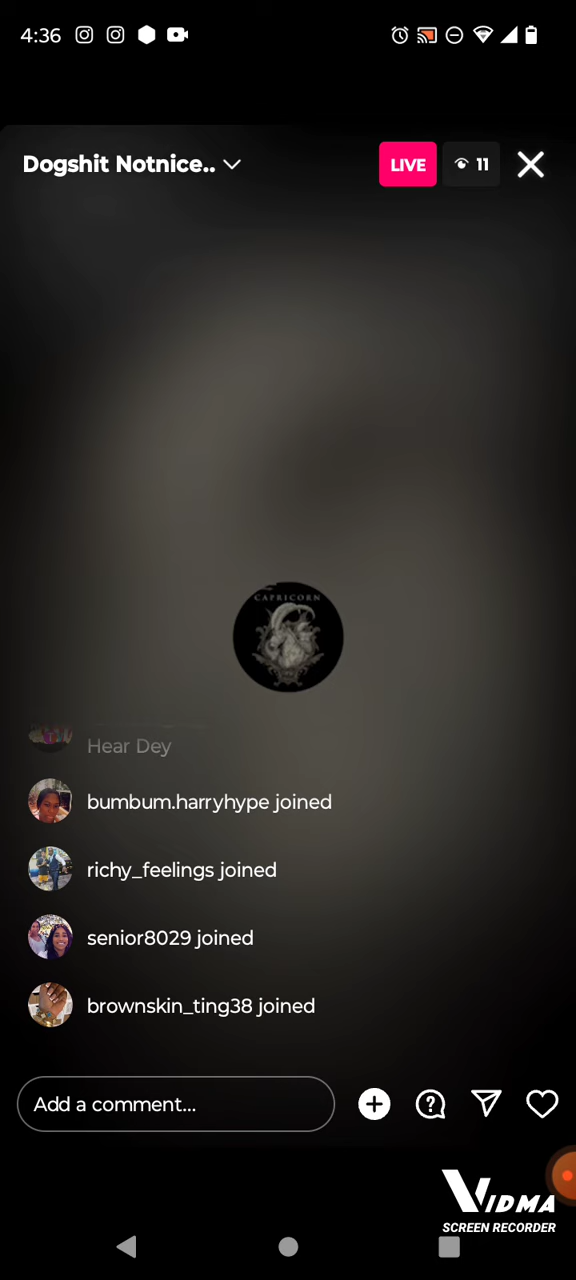 4:36
Dogshit Notnice..
LIVE
11
CAPRICORN
Hear Dey
bumbum.harryhype joined
richy_feelings joined
senior8029 joined
brownskin_ting38 joined
Add a comment...
VIDMA
SCREEN RECORDER